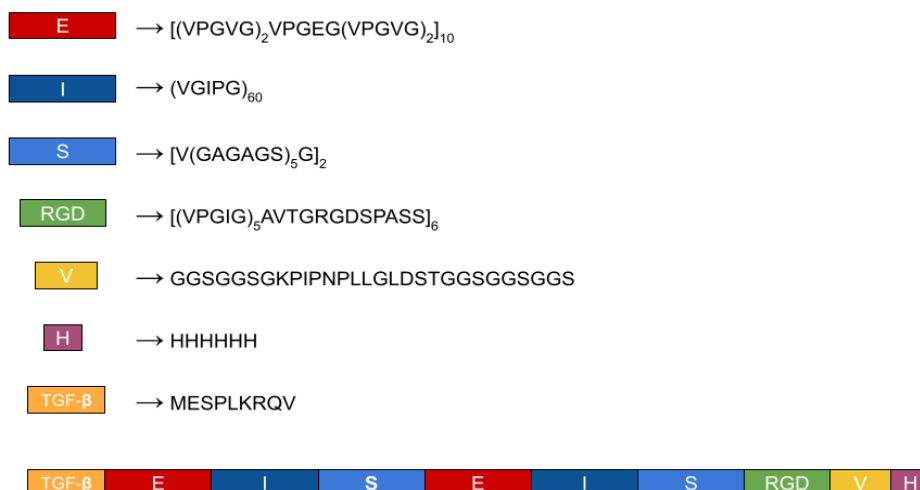 E → [(VPGVG)₂VPGEG(VPGVG)₂]₁₀
I → (VGIPG)₆₀
S → [V(GAGAGS)₅G]₂
RGD → [(VPGIG)₅AVTGRGDSPASS]₆
V → GGSGGSGKPIPNPLLGLDSTGGSGGSGGS
H → HHHHHH
TGF-β → MESPLKRQV
TGF-β E I S E I S RGD V H